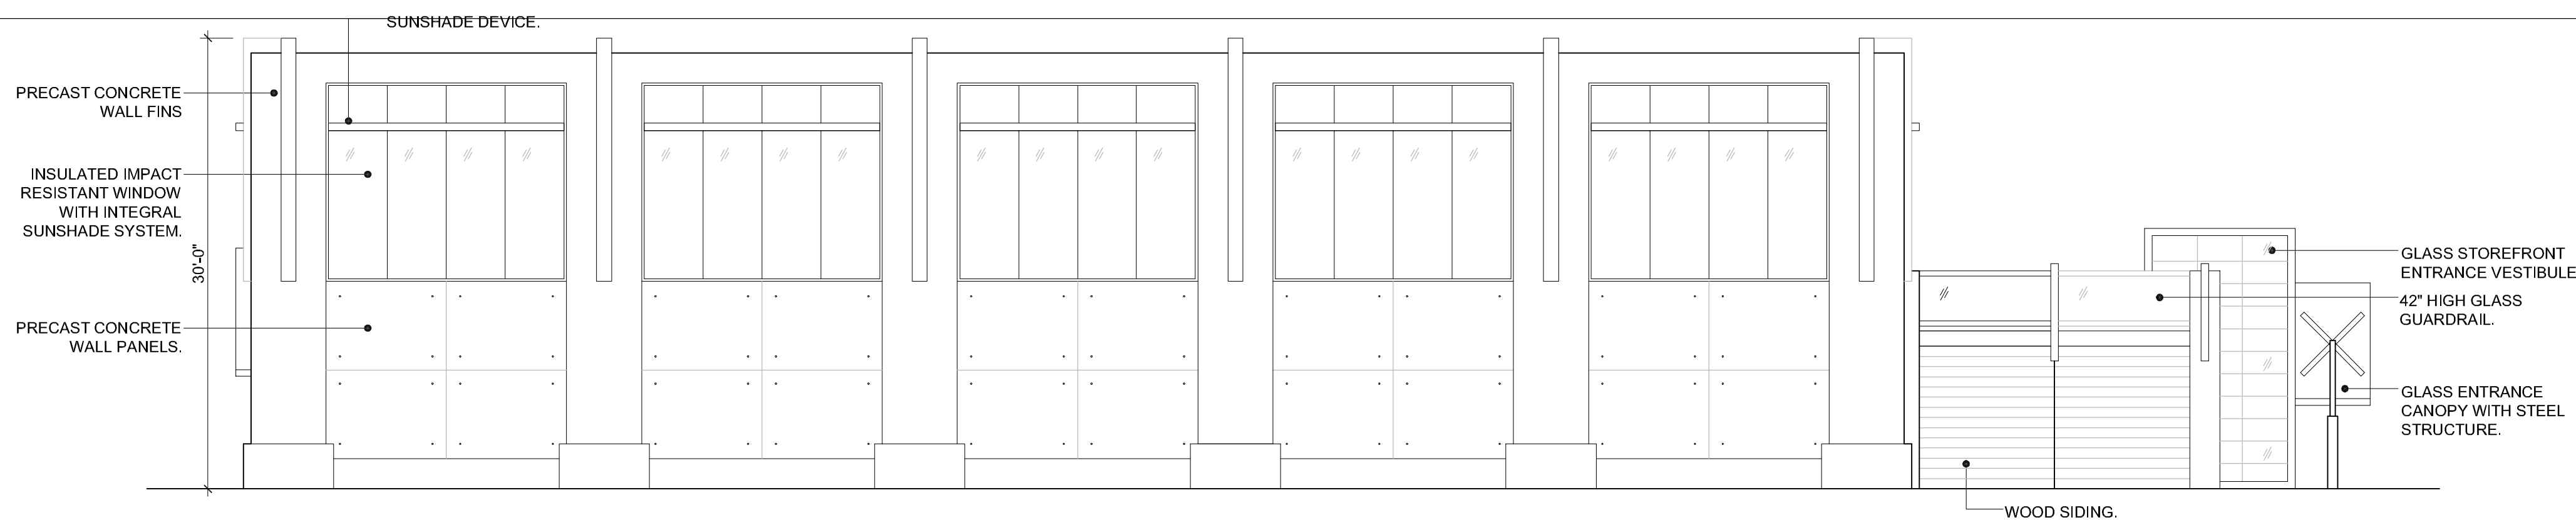 SUNSHADE DEVICE.
PRECAST CONCRETE
WALL FINS
INSULATED IMPACT
RESISTANT WINDOW
WITH INTEGRAL
SUNSHADE SYSTEM.
30'-0"
PRECAST CONCRETE
WALL PANELS.
GLASS STOREFRONT
ENTRANCE VESTIBULE
42" HIGH GLASS
GUARDRAIL.
GLASS ENTRANCE
CANOPY WITH STEEL
STRUCTURE.
WOOD SIDING.